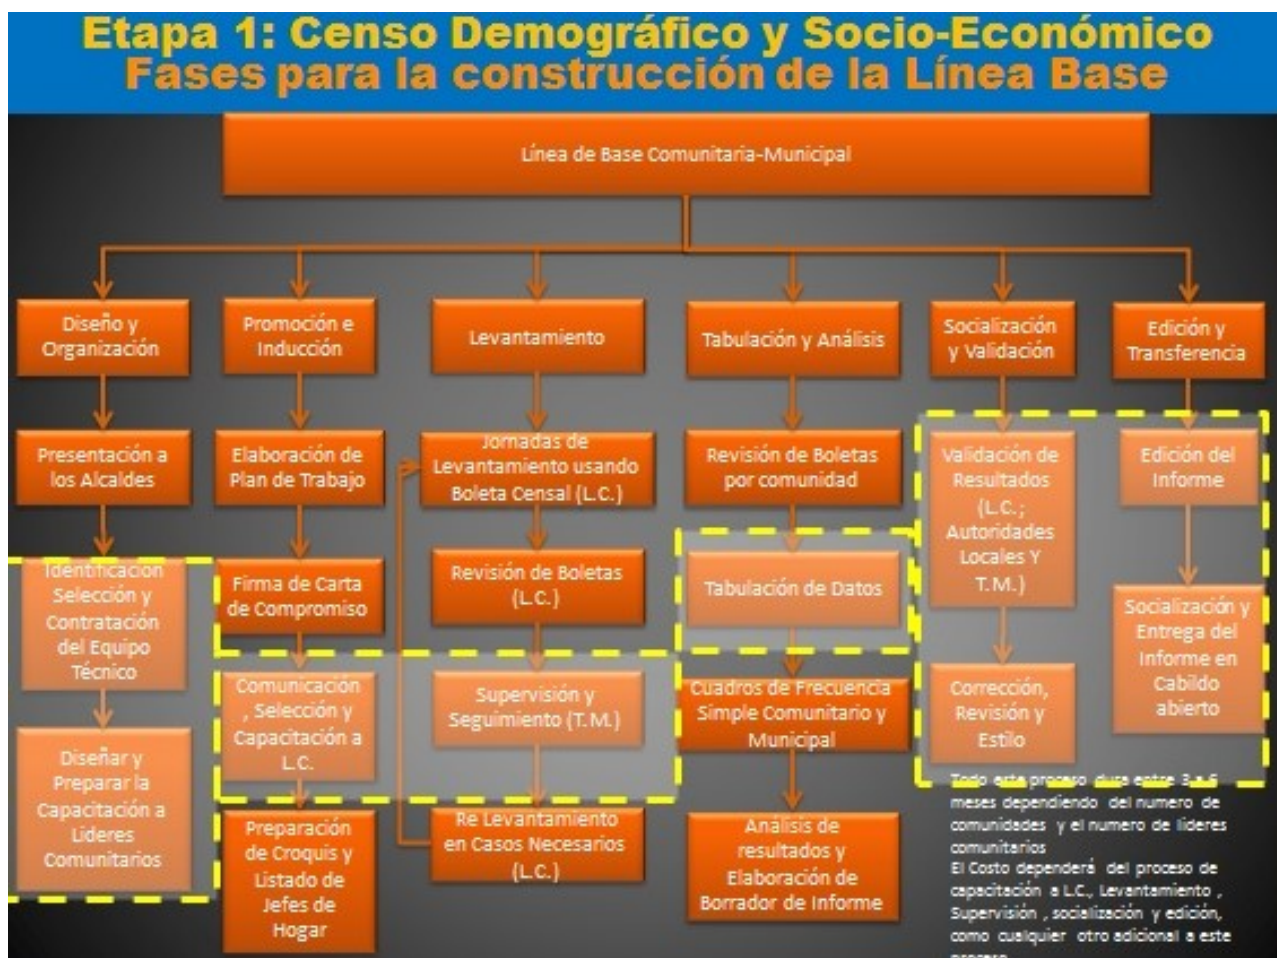 Etapa 1: Censo Demográfico y Socio-Económico
Fases para la construcción de la Línea Base
Línea de Base Comunitaria-Municipal
Diseño y
Organización
Presentación a
los Alcaldes
Identificación
Selección y
Contratación
del Equipo
Técnico
Diseñar y
Preparar la
Capacitación a
Lideres
Comunitarios
Promoción e
Inducción
Elaboración de
Plan de Trabajo
Firma de Carta
de Compromiso
Comunicación
, Selección y
Capacitación a
L.C.
Preparación
de Croquis y
Listado de
Jefes de
Hogar
Levantamiento
Jornadas de
Levantamiento usando
Boleta Censal (L.C.)
Revisión de Boletas
(L.C.)
Supervisión y
Seguimiento (T.M.)
Re Levantamiento
en Casos Necesarios
(L.C.)
Tabulación y Análisis
Revisión de Boletas
por comunidad
Tabulación de Datos
Cuadros de Frecuencia
Simple Comunitario y
Municipal
Análisis de
resultados y
Elaboración de
Borrador de Informe
Socialización
y Validación
Validación de
Resultados
(L.C.;
Autoridades
Locales Y
T.M.)
Corrección,
Revisión y
Estilo
Edición y
Transferencia
Edición del
Informe
Socialización y
Entrega del
Informe en
Cabildo
abierto
Todo este proceso dura entre 3 a 6
meses dependiendo del numero de
comunidades y el numero de lideres
comunitarios
El Costo dependerá del proceso de
capacitación a L.C., Levantamiento ,
Supervisión , socialización y edición,
como cualquier otro adicional a este
proceso